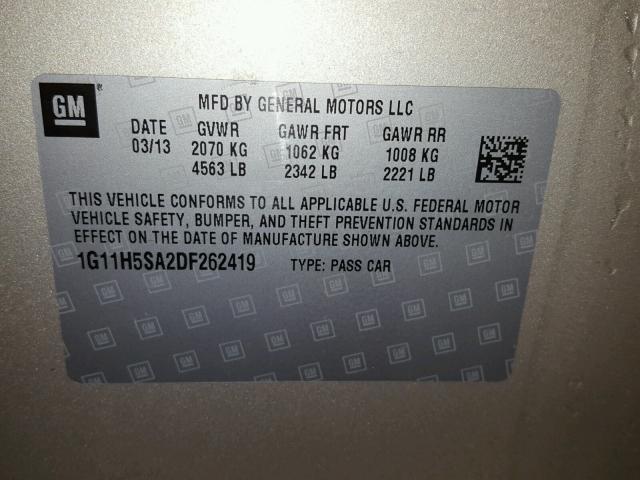 GM
MFD BY GENERAL MOTORS LLC
DATE GVWR GAWR FRT GAWR RR
03/13 2070 KG 1062 KG 1008 KG
4563 LB 2342 LB 2221 LB
THIS VEHICLE CONFORMS TO ALL APPLICABLE U.S. FEDERAL MOTOR
VEHICLE SAFETY, BUMPER, AND THEFT PREVENTION STANDARDS IN
EFFECT ON THE DATE OF MANUFACTURE SHOWN ABOVE.
1G11H5SA2DF262419 TYPE: PASS CAR